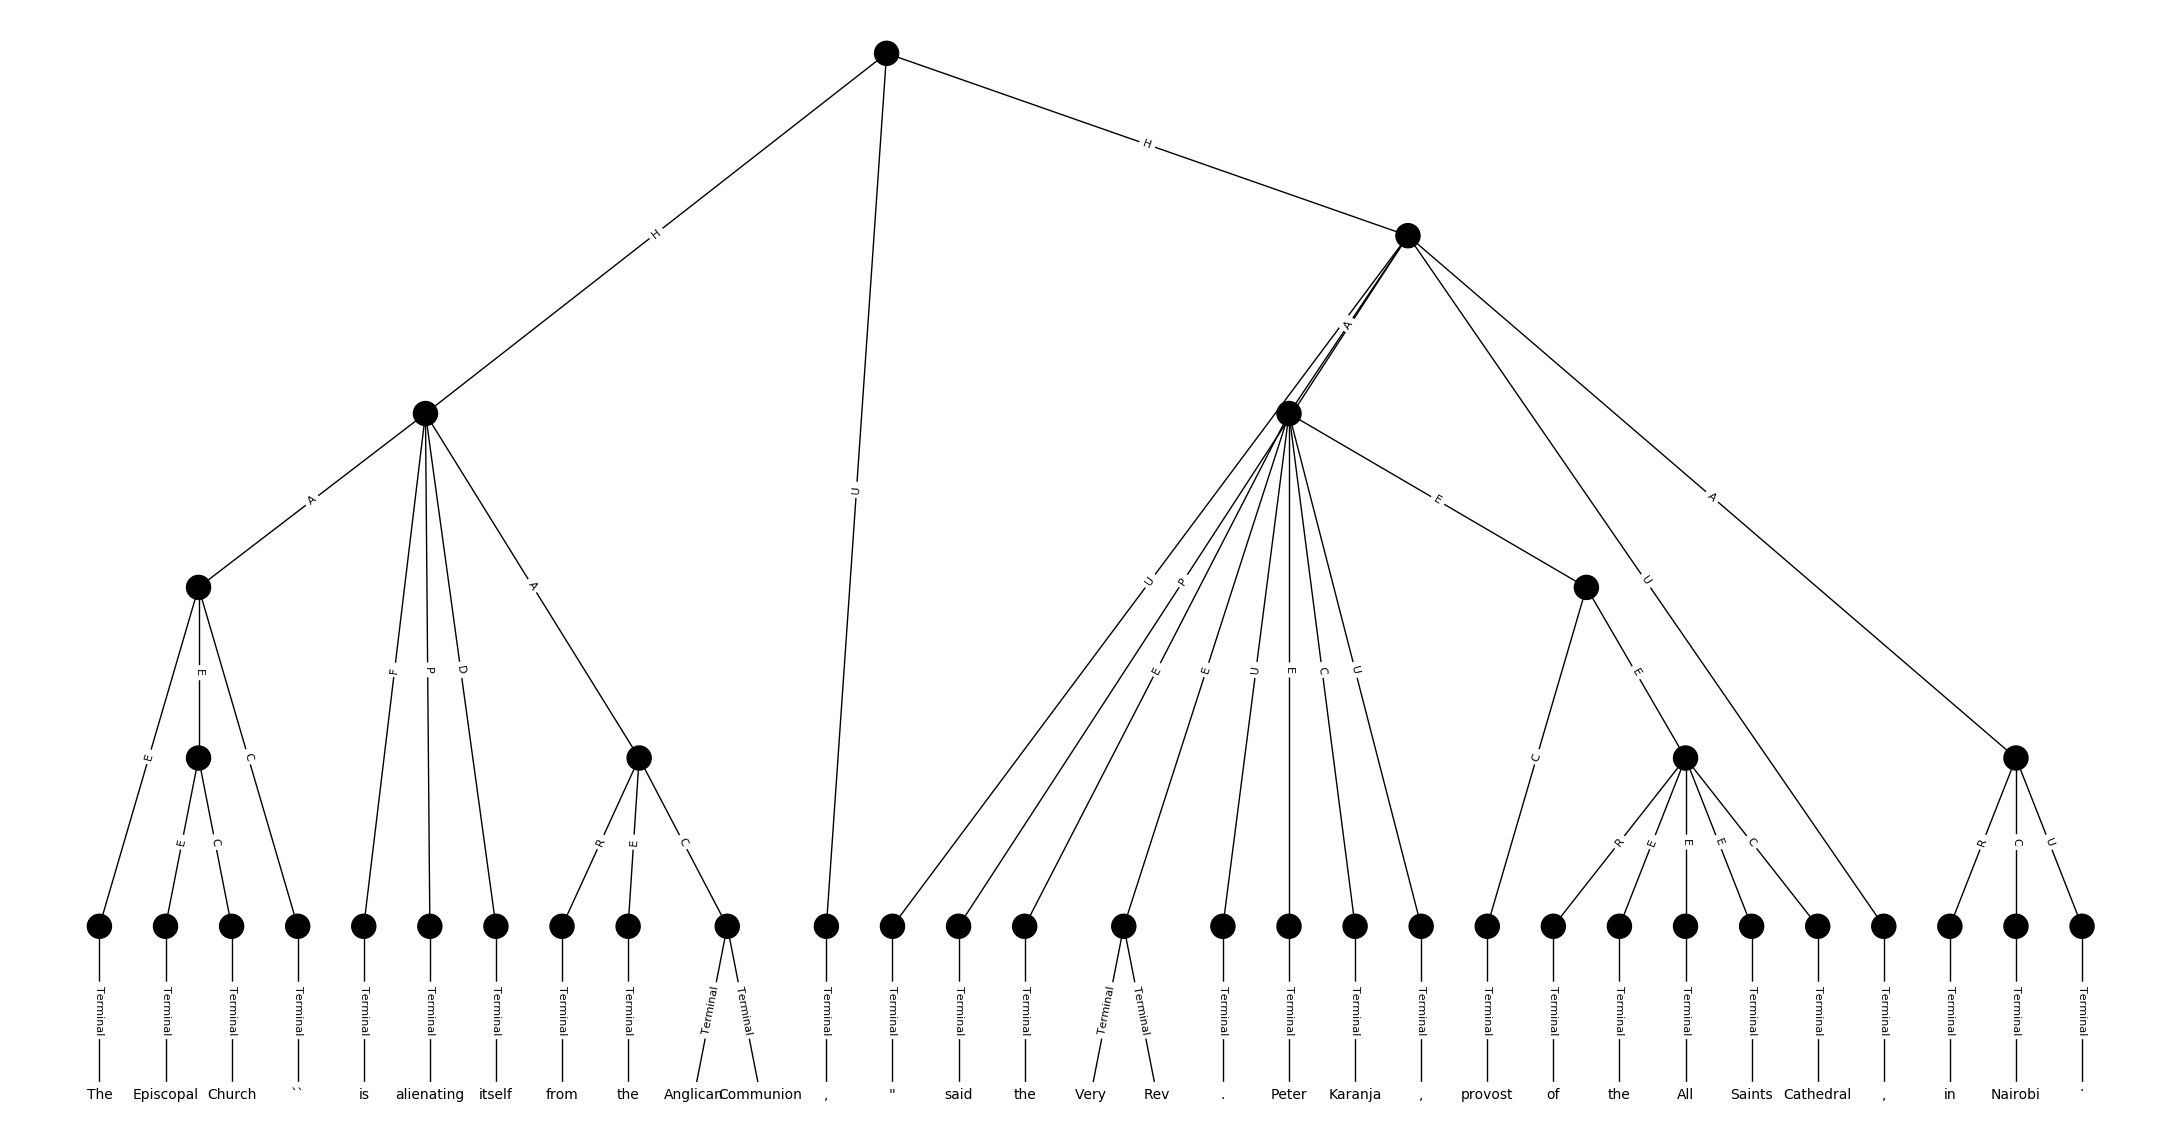 H
H
A
A
U
A
E
U
P
U
A
E
F
P
D
E
E
U
E
C
U
E
E
C
C
E
C
R
E
C
R
E
E
E
C
R
C
U
Terminal Terminal Terminal Terminal Terminal Terminal Terminal Terminal Terminal Terminal Terminal Terminal Terminal Terminal Terminal Terminal Terminal Terminal Terminal Terminal Terminal Terminal Terminal Terminal Terminal Terminal Terminal Terminal Terminal Terminal Terminal
The Episcopal Church `` is alienating itself from the Anglican Communion , " said the Very Rev . Peter Karanja , provost of the All Saints Cathedral , in Nairobi .